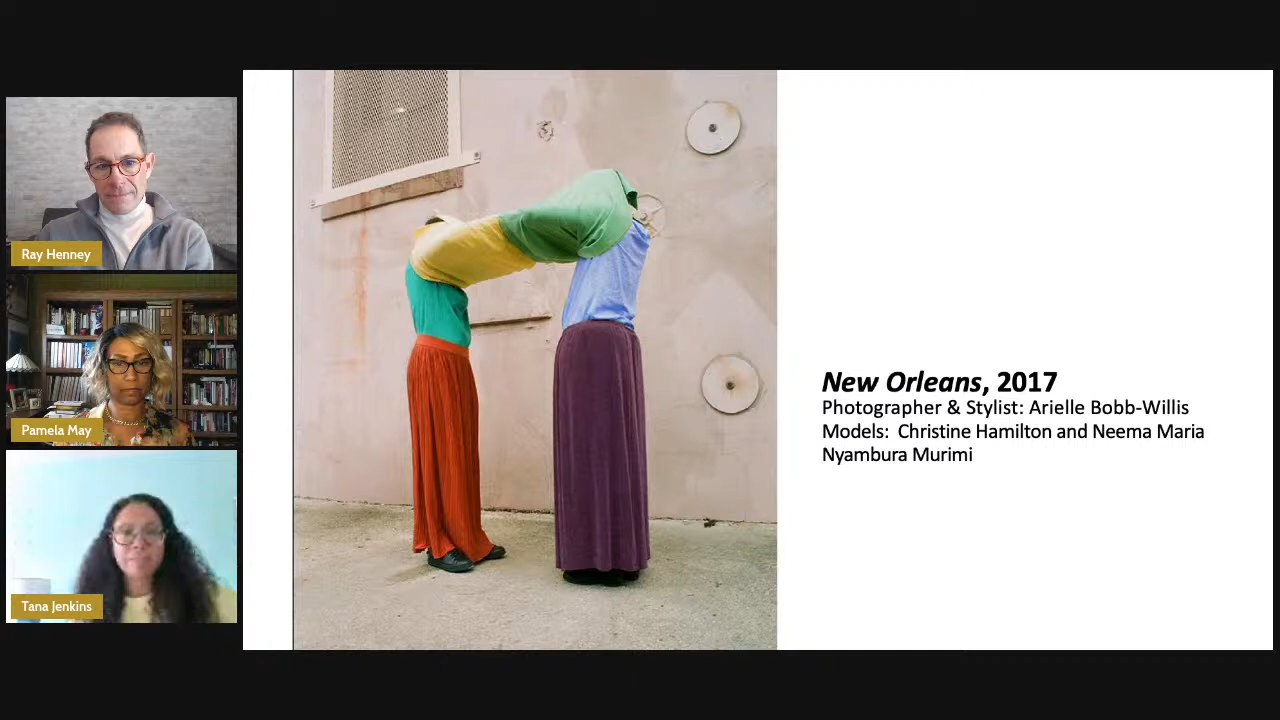 Ray Henney
Pamela May
Tana Jenkins
New Orleans, 2017
Photographer & Stylist: Arielle Bobb-Willis
Models:  Christine Hamilton and Neema Maria
Nyambura Murimi